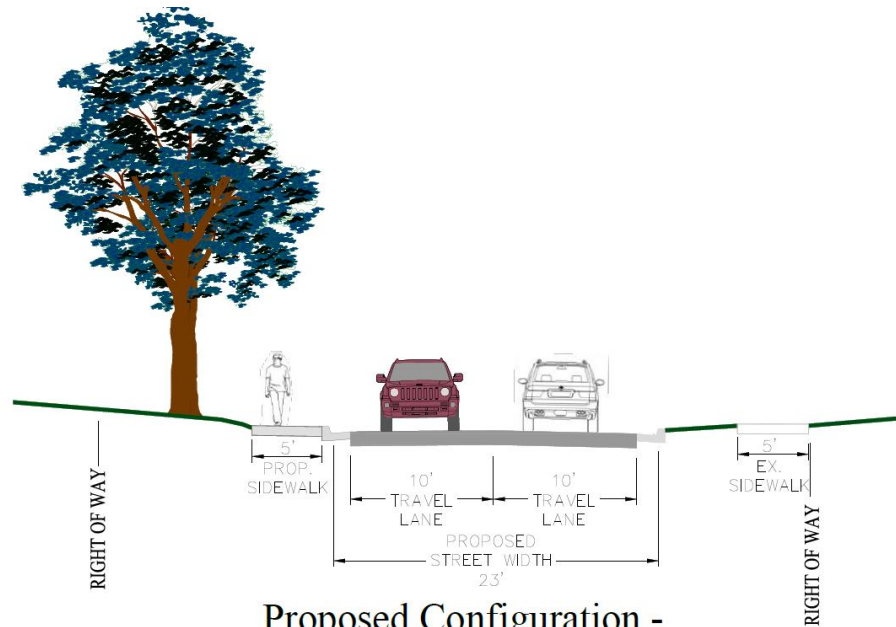 5'
PROP.
SIDEWALK
10'
TRAVEL
LANE
10'
TRAVEL
LANE
5'
EX.
SIDEWALK
PROPOSED
STREET WIDTH
23'
RIGHT OF WAY
RIGHT OF WAY
Proposed Configuration -